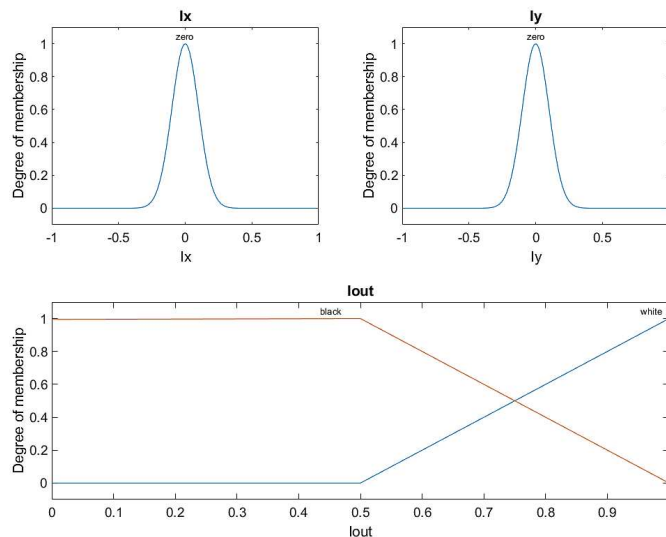 Ix
zero
1
0.8
0.6
0.4
0.2
0
Degree of membership
-1 -0.5 0 0.5 1
Ix
Iy
zero
1
0.8
0.6
0.4
0.2
0
Degree of membership
-1 -0.5 0 0.5
Iy
Iout
black white
1
0.8
0.6
0.4
0.2
0
Degree of membership
0 0.1 0.2 0.3 0.4 0.5 0.6 0.7 0.8 0.9
Iout